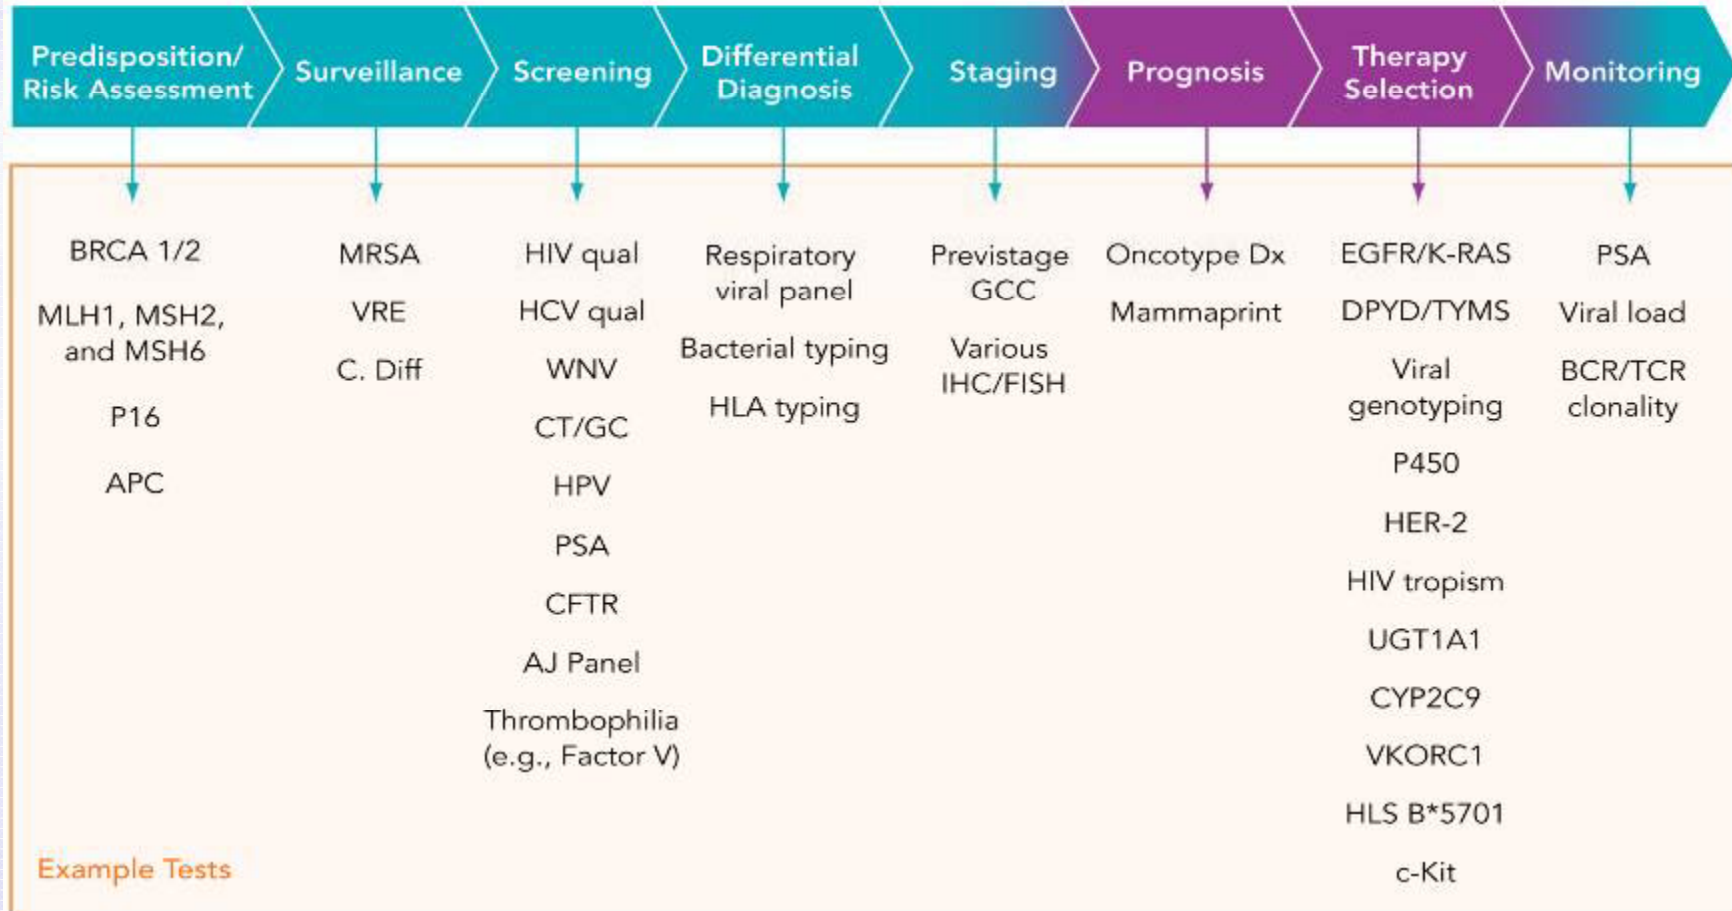 Predisposition/
Risk Assessment
Surveillance
Screening
Differential
Diagnosis
Staging
Prognosis
Therapy
Selection
Monitoring
BRCA 1/2
MLH1, MSH2,
and MSH6
P16
APC
MRSA
VRE
C. Diff
HIV qual
HCV qual
WNV
CT/GC
HPV
PSA
CFTR
AJ Panel
Thrombophilia
(e.g., Factor V)
Respiratory
viral panel
Bacterial typing
HLA typing
Previstage
GCC
Various
IHC/FISH
Oncotype Dx
Mammaprint
EGFR/K-RAS
DPYD/TYMS
Viral
genotyping
P450
HER-2
HIV tropism
UGT1A1
CYP2C9
VKORC1
HLS B*5701
c-Kit
PSA
Viral load
BCR/TCR
clonality
Example Tests